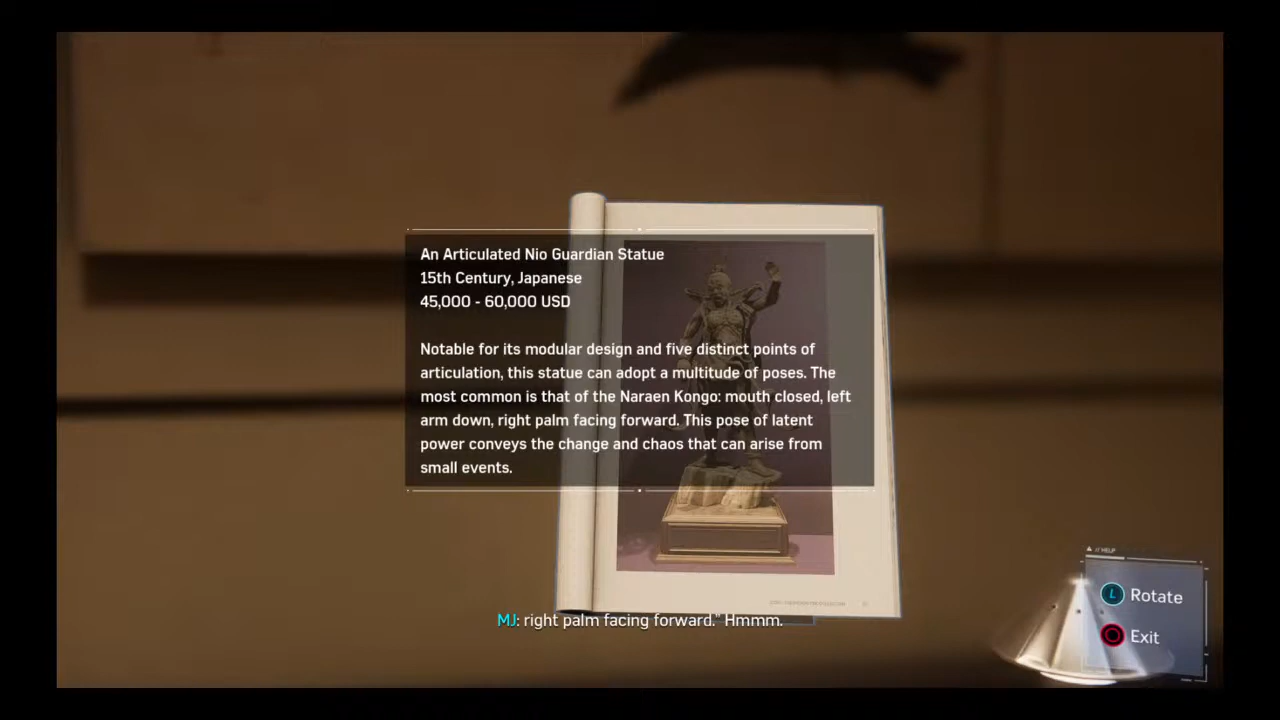 An Articulated Nio Guardian Statue
15th Century, Japanese
45,000 - 60,000 USD
Notable for its modular design and five distinct points of
articulation, this statue can adopt a multitude of poses. The
most common is that of the Naraen Kongo: mouth closed, left
arm down, right palm facing forward. This pose of latent
power conveys the change and chaos that can arise from
small events.
// HELP
L Rotate
Exit
MJ: right palm facing forward." Hmmm.